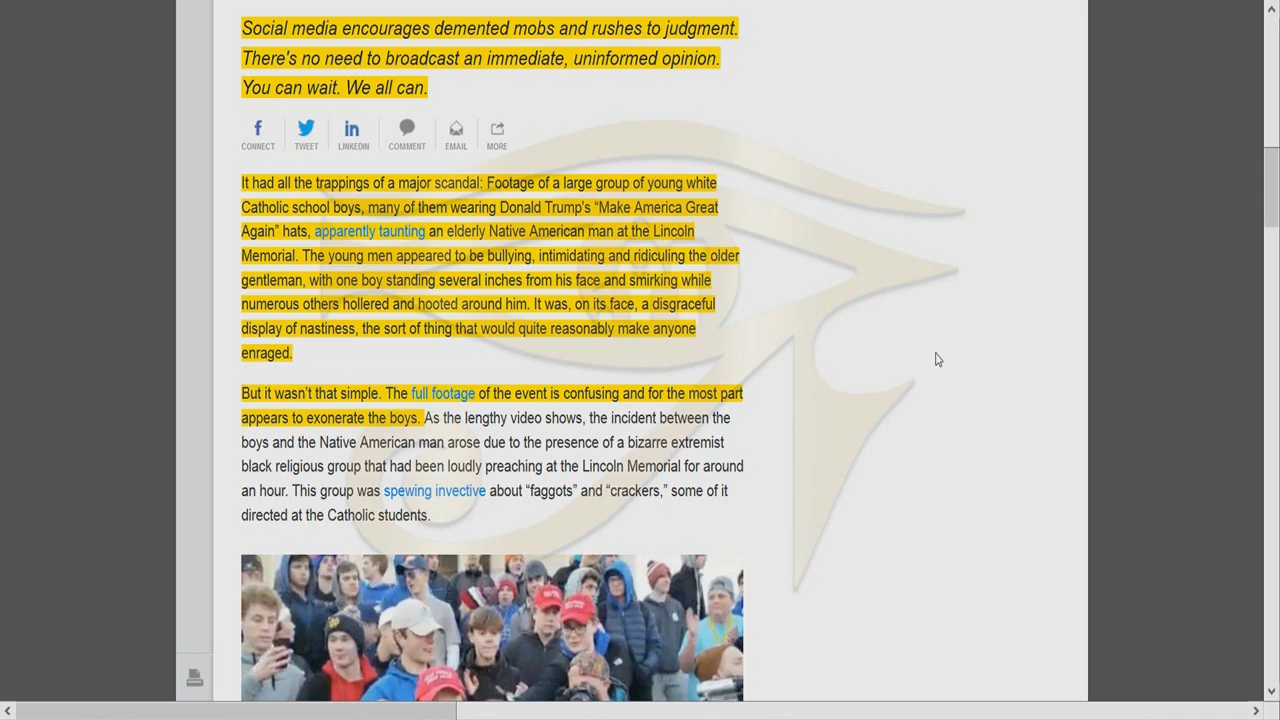 Social media encourages demented mobs and rushes to judgment.
There's no need to broadcast an immediate, uninformed opinion.
You can wait. We all can.
CONNECT TWEET LINKEDIN COMMENT EMAIL MORE
It had all the trappings of a major scandal: Footage of a large group of young white
Catholic school boys, many of them wearing Donald Trump's “Make America Great
Again” hats, apparently taunting an elderly Native American man at the Lincoln
Memorial. The young men appeared to be bullying, intimidating and ridiculing the older
gentleman, with one boy standing several inches from his face and smirking while
numerous others hollered and hooted around him. It was, on its face, a disgraceful
display of nastiness, the sort of thing that would quite reasonably make anyone
enraged.
But it wasn’t that simple. The full footage of the event is confusing and for the most part
appears to exonerate the boys. As the lengthy video shows, the incident between the
boys and the Native American man arose due to the presence of a bizarre extremist
black religious group that had been loudly preaching at the Lincoln Memorial for around
an hour. This group was spewing invective about “faggots” and “crackers,” some of it
directed at the Catholic students.